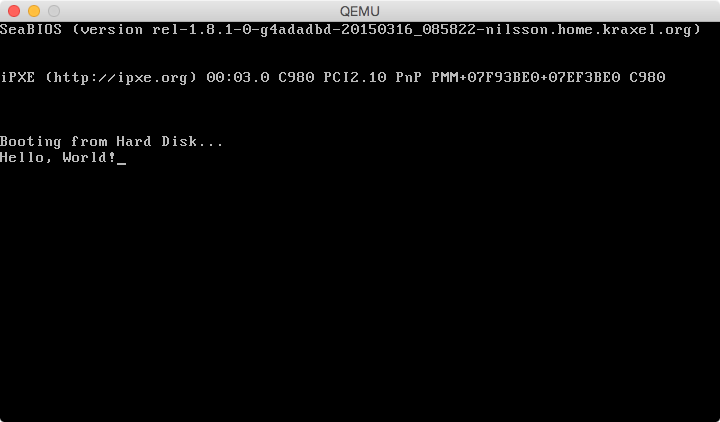 QEMU
SeaBIOS (version rel-1.8.1-0-g4adadbd-20150316_085822-nilsson.home.kraxel.org)
iPXE (http://ipxe.org) 00:03.0 C980 PCI2.10 PnP PMM+07F93BE0+07EF3BE0 C980
Booting from Hard Disk...
Hello, World!_